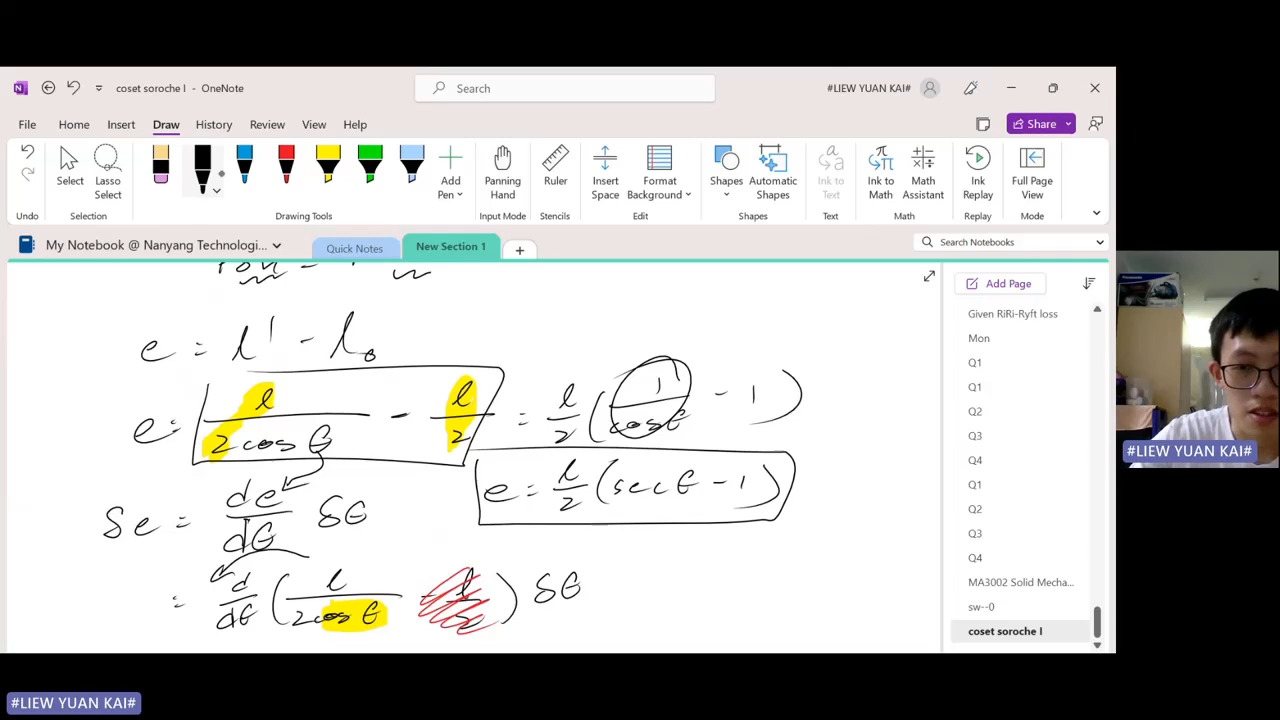 coset soroche I - OneNote
Search
#LIEW YUAN KAI#
File Home Insert Draw History Review View Help
Share
Undo
Select
Lasso Select
Selection
Drawing Tools
Add Pen
Panning Hand
Input Mode
Ruler
Stencils
Insert Space
Format Background
Edit
Shapes
Automatic Shapes
Shapes
Ink to Text
Text
Ink to Math
Math Assistant
Math
Ink Replay
Replay
Full Page View
Mode
My Notebook @ Nanyang Technologi...
Quick Notes
New Section 1
Search Notebooks
Add Page
Given RiRi-Ryft loss
Mon
Q1
Q1
Q2
Q3
Q4
Q1
Q2
Q3
Q4
MA3002 Solid Mecha...
sw--0
coset soroche I
e = l' - l₀
e = l/(2cosθ) - l/2 = l/2 (1/cosθ - 1)
e = l/2 (secθ - 1)
δe = de/dθ δθ
= d/dθ (l/(2cosθ) - l/2) δθ
#LIEW YUAN KAI#
#LIEW YUAN KAI#